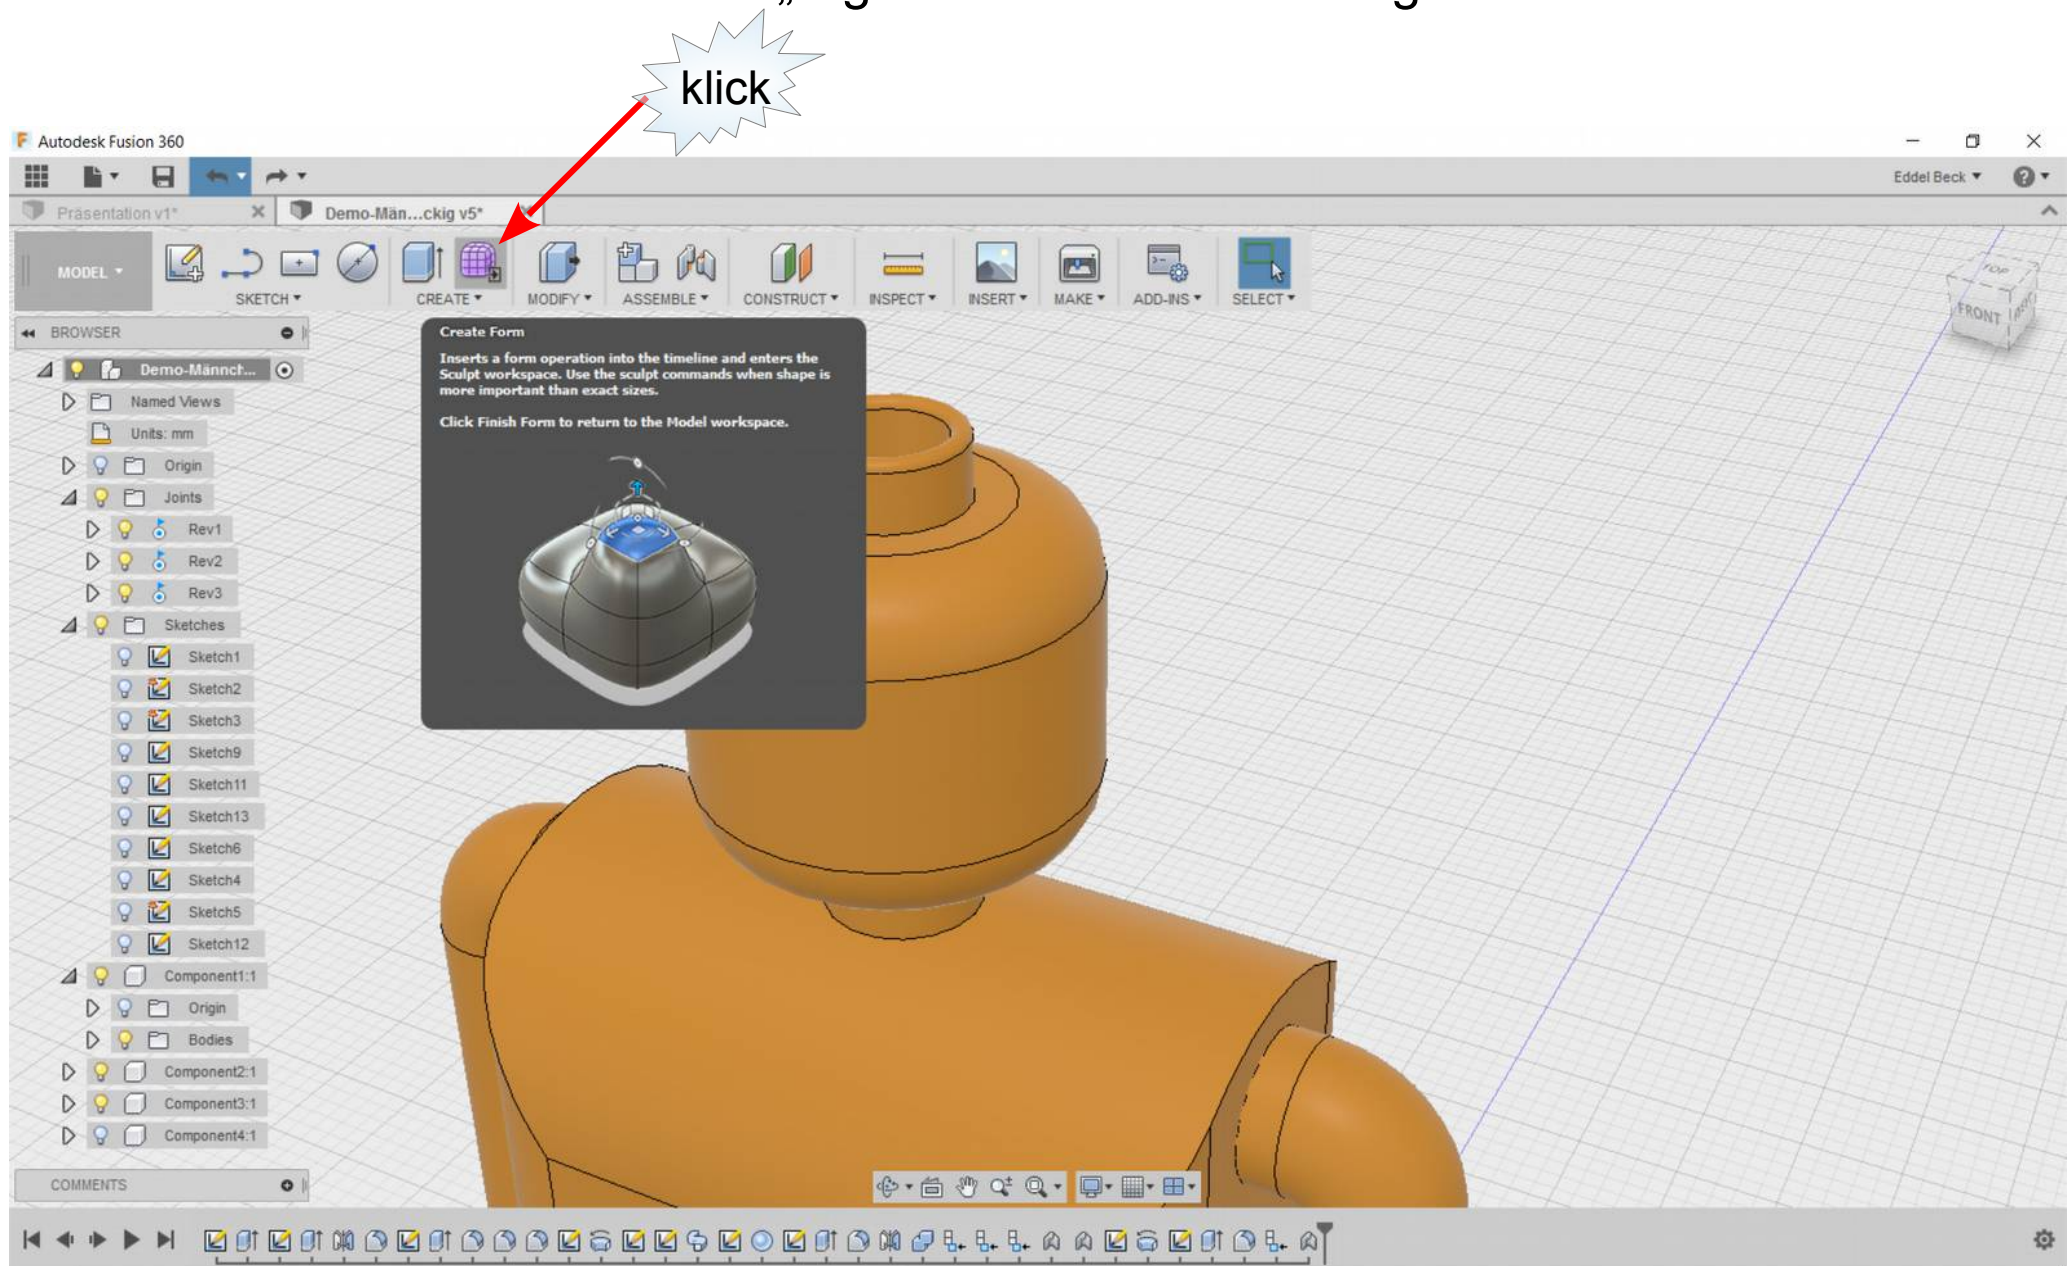 klick
Autodesk Fusion 360
Eddel Beck
Präsentation v1*
Demo-Män...ckig v5*
MODEL
SKETCH
CREATE
MODIFY
ASSEMBLE
CONSTRUCT
INSPECT
INSERT
MAKE
ADD-INS
SELECT
TOP
FRONT
BROWSER
Create Form
Inserts a form operation into the timeline and enters the
Sculpt workspace. Use the sculpt commands when shape is
more important than exact sizes.
Click Finish Form to return to the Model workspace.
Demo-Männch...
Named Views
Units: mm
Origin
Joints
Rev1
Rev2
Rev3
Sketches
Sketch1
Sketch2
Sketch3
Sketch9
Sketch11
Sketch13
Sketch6
Sketch4
Sketch5
Sketch12
Component1:1
Origin
Bodies
Component2:1
Component3:1
Component4:1
COMMENTS